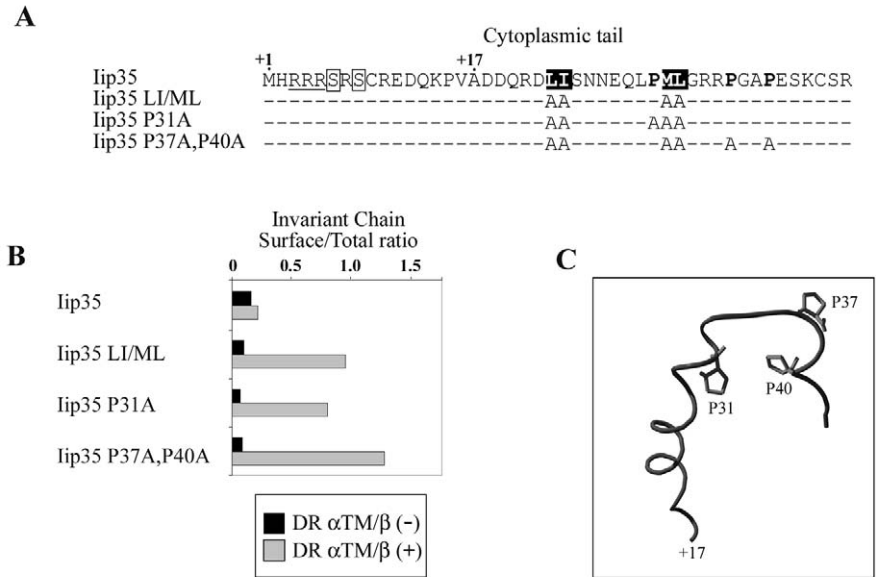 A
Cytoplasmic tail
+1 +17
Iip35 MHRRRSRSCREDQKPVADDQRDLISNNEQLPMLGRRPGAPESKCSR
Iip35 LI/ML ----------------------AA-------AA-------------
Iip35 P31A ----------------------AA------AAA-------------
Iip35 P37A,P40A ----------------------AA-------AA---A--A------
B
Invariant Chain
Surface/Total ratio
0 0.5 1.0 1.5
Iip35
Iip35 LI/ML
Iip35 P31A
Iip35 P37A,P40A
DR αTM/β (-)
DR αTM/β (+)
C
P37
P40
P31
+17